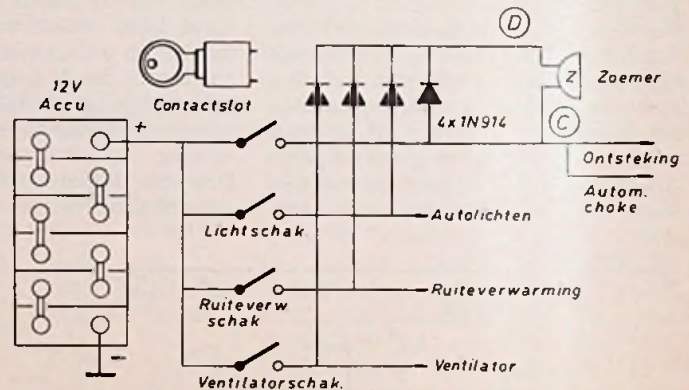 D
12V
Accu
Contactslot
Z
Zoemer
4x1N914
C
+
Ontsteking
Autom.
choke
Lichtschak
Autolichten
Ruiteverw
schak
Ruiteverwarming
-
Ventilatorschak.
Ventilator